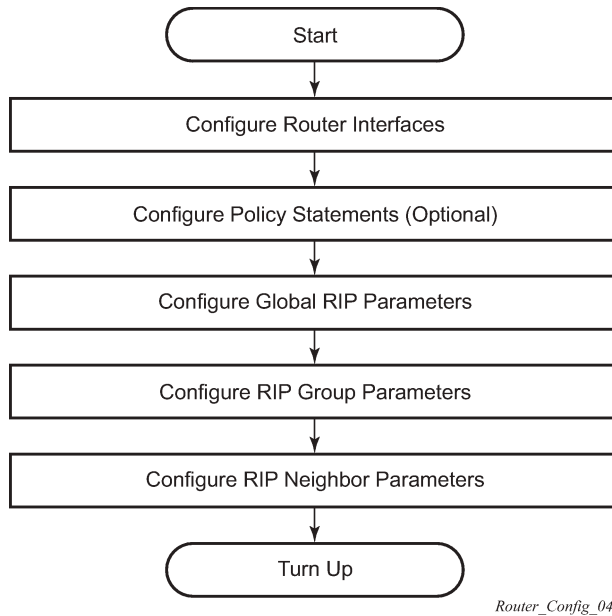 Start
Configure Router Interfaces
Configure Policy Statements (Optional)
Configure Global RIP Parameters
Configure RIP Group Parameters
Configure RIP Neighbor Parameters
Turn Up
Router_Config_04